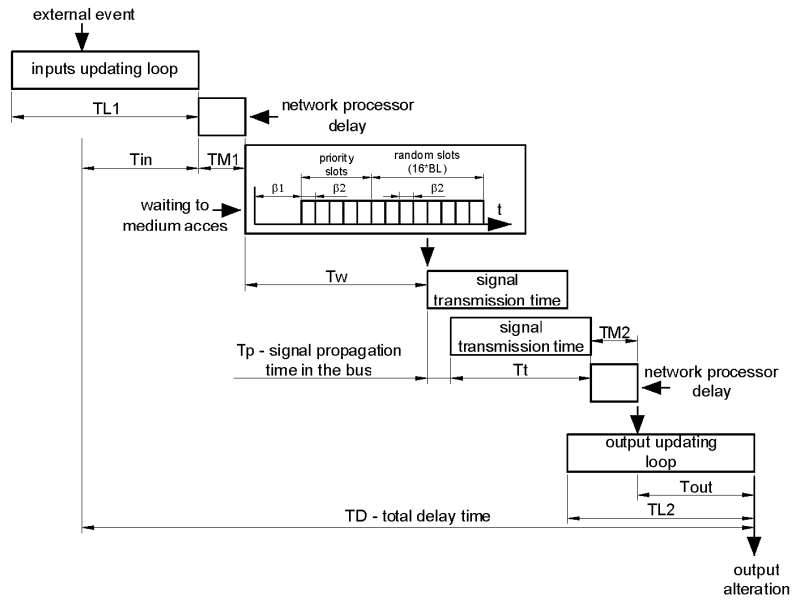 external event
inputs updating loop
TL1
network processor
delay
Tin
TM1
priority
slots
random slots
(16*BL)
β1
β2
β2
waiting to
medium acces
t
Tw
signal
transmission time
signal
transmission time
TM2
Tp - signal propagation
time in the bus
Tt
network processor
delay
output updating
loop
Tout
TL2
TD - total delay time
output
alteration